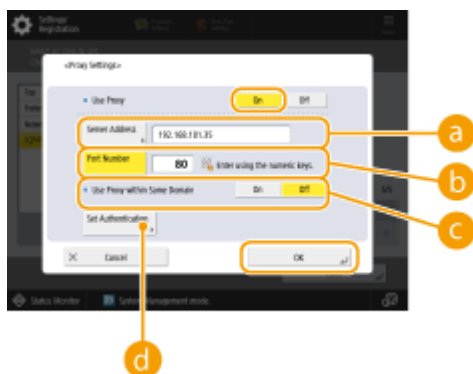 Settings/
Registration
<Proxy Settings>
Use Proxy
On
Off
Server Address
192.168.101.35
a
Port Number
80
Enter using the numeric keys.
b
Use Proxy within Same Domain
On
Off
c
Set Authentication
Cancel
OK
Status Monitor
System Management mode.
d